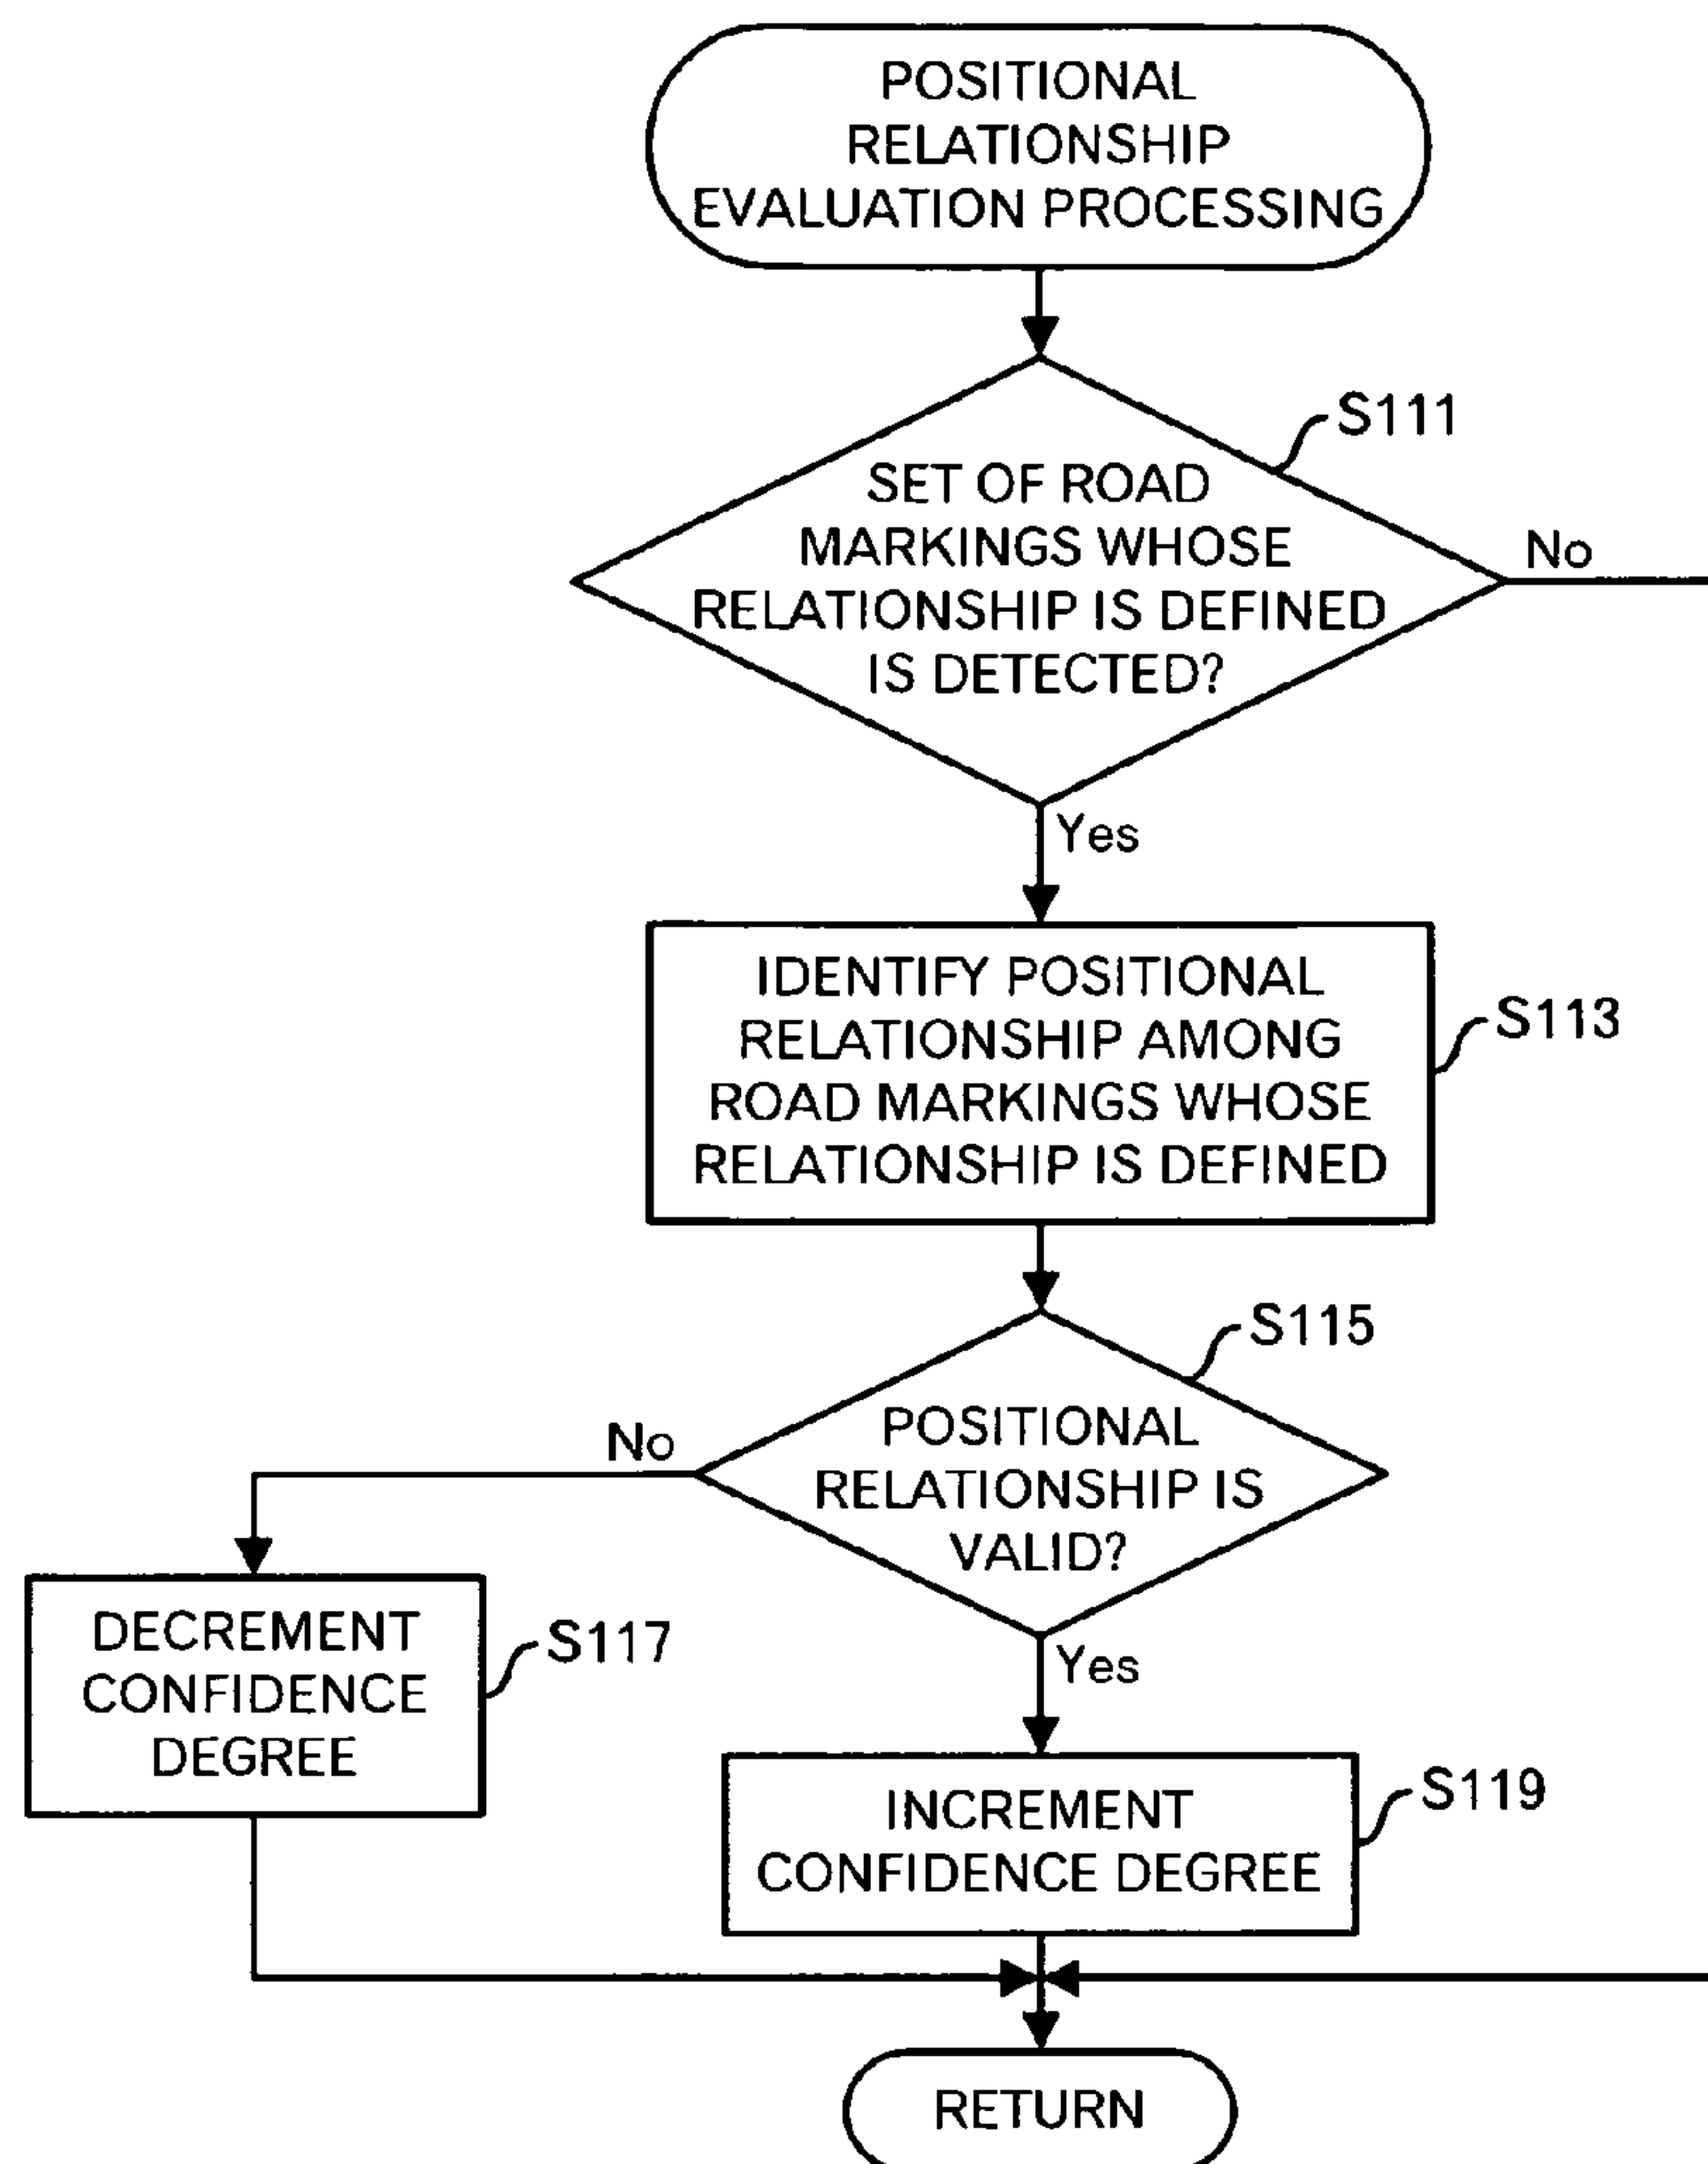 POSITIONAL
RELATIONSHIP
EVALUATION PROCESSING
S111
SET OF ROAD
MARKINGS WHOSE
RELATIONSHIP IS DEFINED
IS DETECTED?
No
Yes
IDENTIFY POSITIONAL
RELATIONSHIP AMONG
ROAD MARKINGS WHOSE
RELATIONSHIP IS DEFINED
S113
S115
POSITIONAL
RELATIONSHIP IS
VALID?
No
Yes
DECREMENT
CONFIDENCE
DEGREE
S117
INCREMENT
CONFIDENCE DEGREE
S119
RETURN